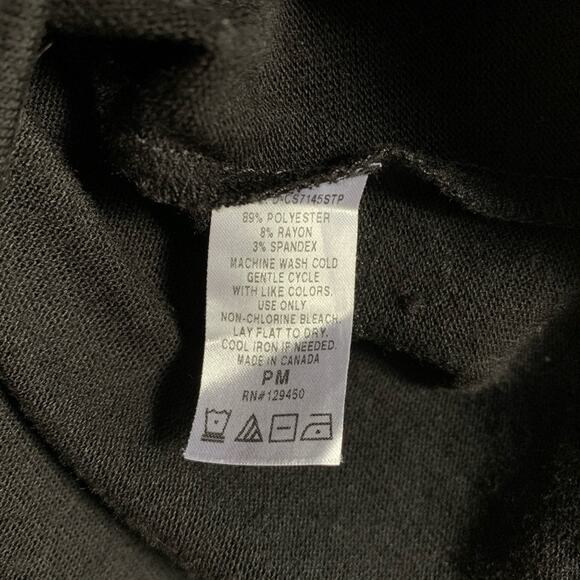 CS7145STP
89% POLYESTER
8% RAYON
3% SPANDEX
MACHINE WASH COLD
GENTLE CYCLE
WITH LIKE COLORS.
USE ONLY
NON-CHLORINE BLEACH.
LAY FLAT TO DRY.
COOL IRON IF NEEDED.
MADE IN CANADA
PM
RN#129450